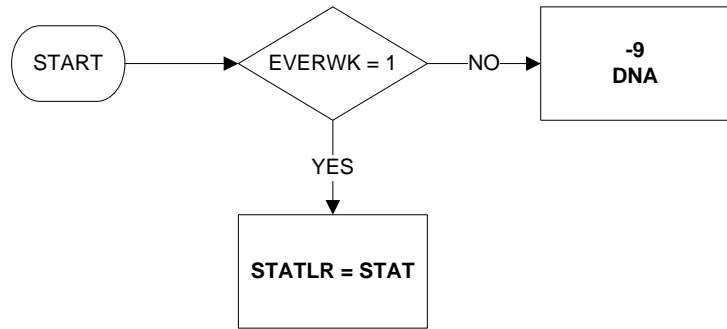 START
EVERWK = 1
NO
-9
DNA
YES
STATLR = STAT